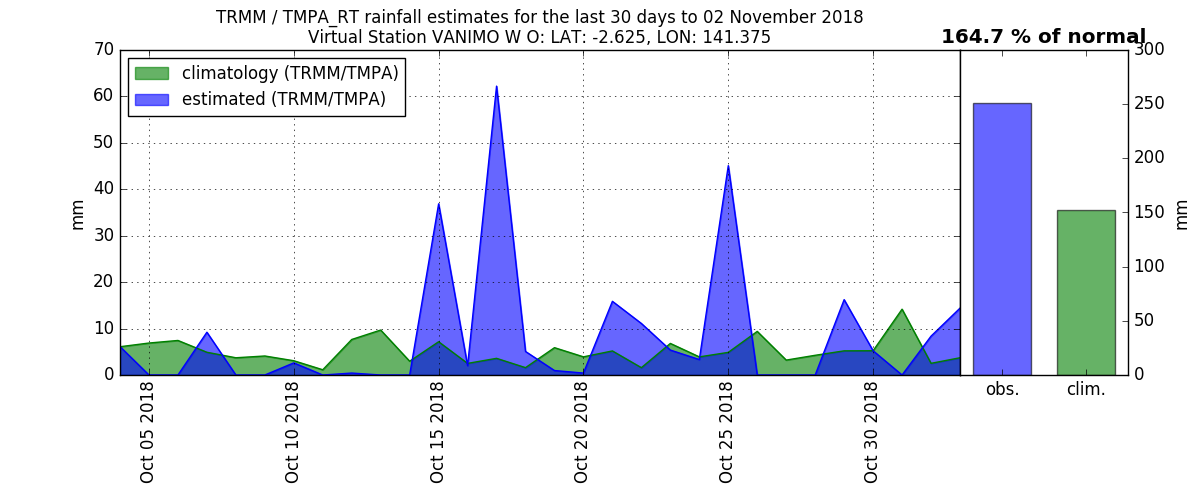 TRMM / TMPA_RT rainfall estimates for the last 30 days to 02 November 2018
Virtual Station VANIMO W O: LAT: -2.625, LON: 141.375
164.7 % of normal
climatology (TRMM/TMPA)
estimated (TRMM/TMPA)
70
60
50
40
30
20
10
0
mm
Oct 05 2018
Oct 10 2018
Oct 15 2018
Oct 20 2018
Oct 25 2018
Oct 30 2018
obs.
clim.
300
250
200
150
100
50
0
mm